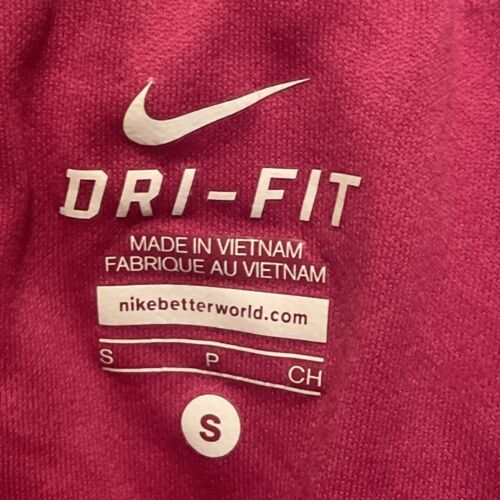 DRI-FIT
MADE IN VIETNAM
FABRIQUE AU VIETNAM
nikebetterworld.com
S P CH
S